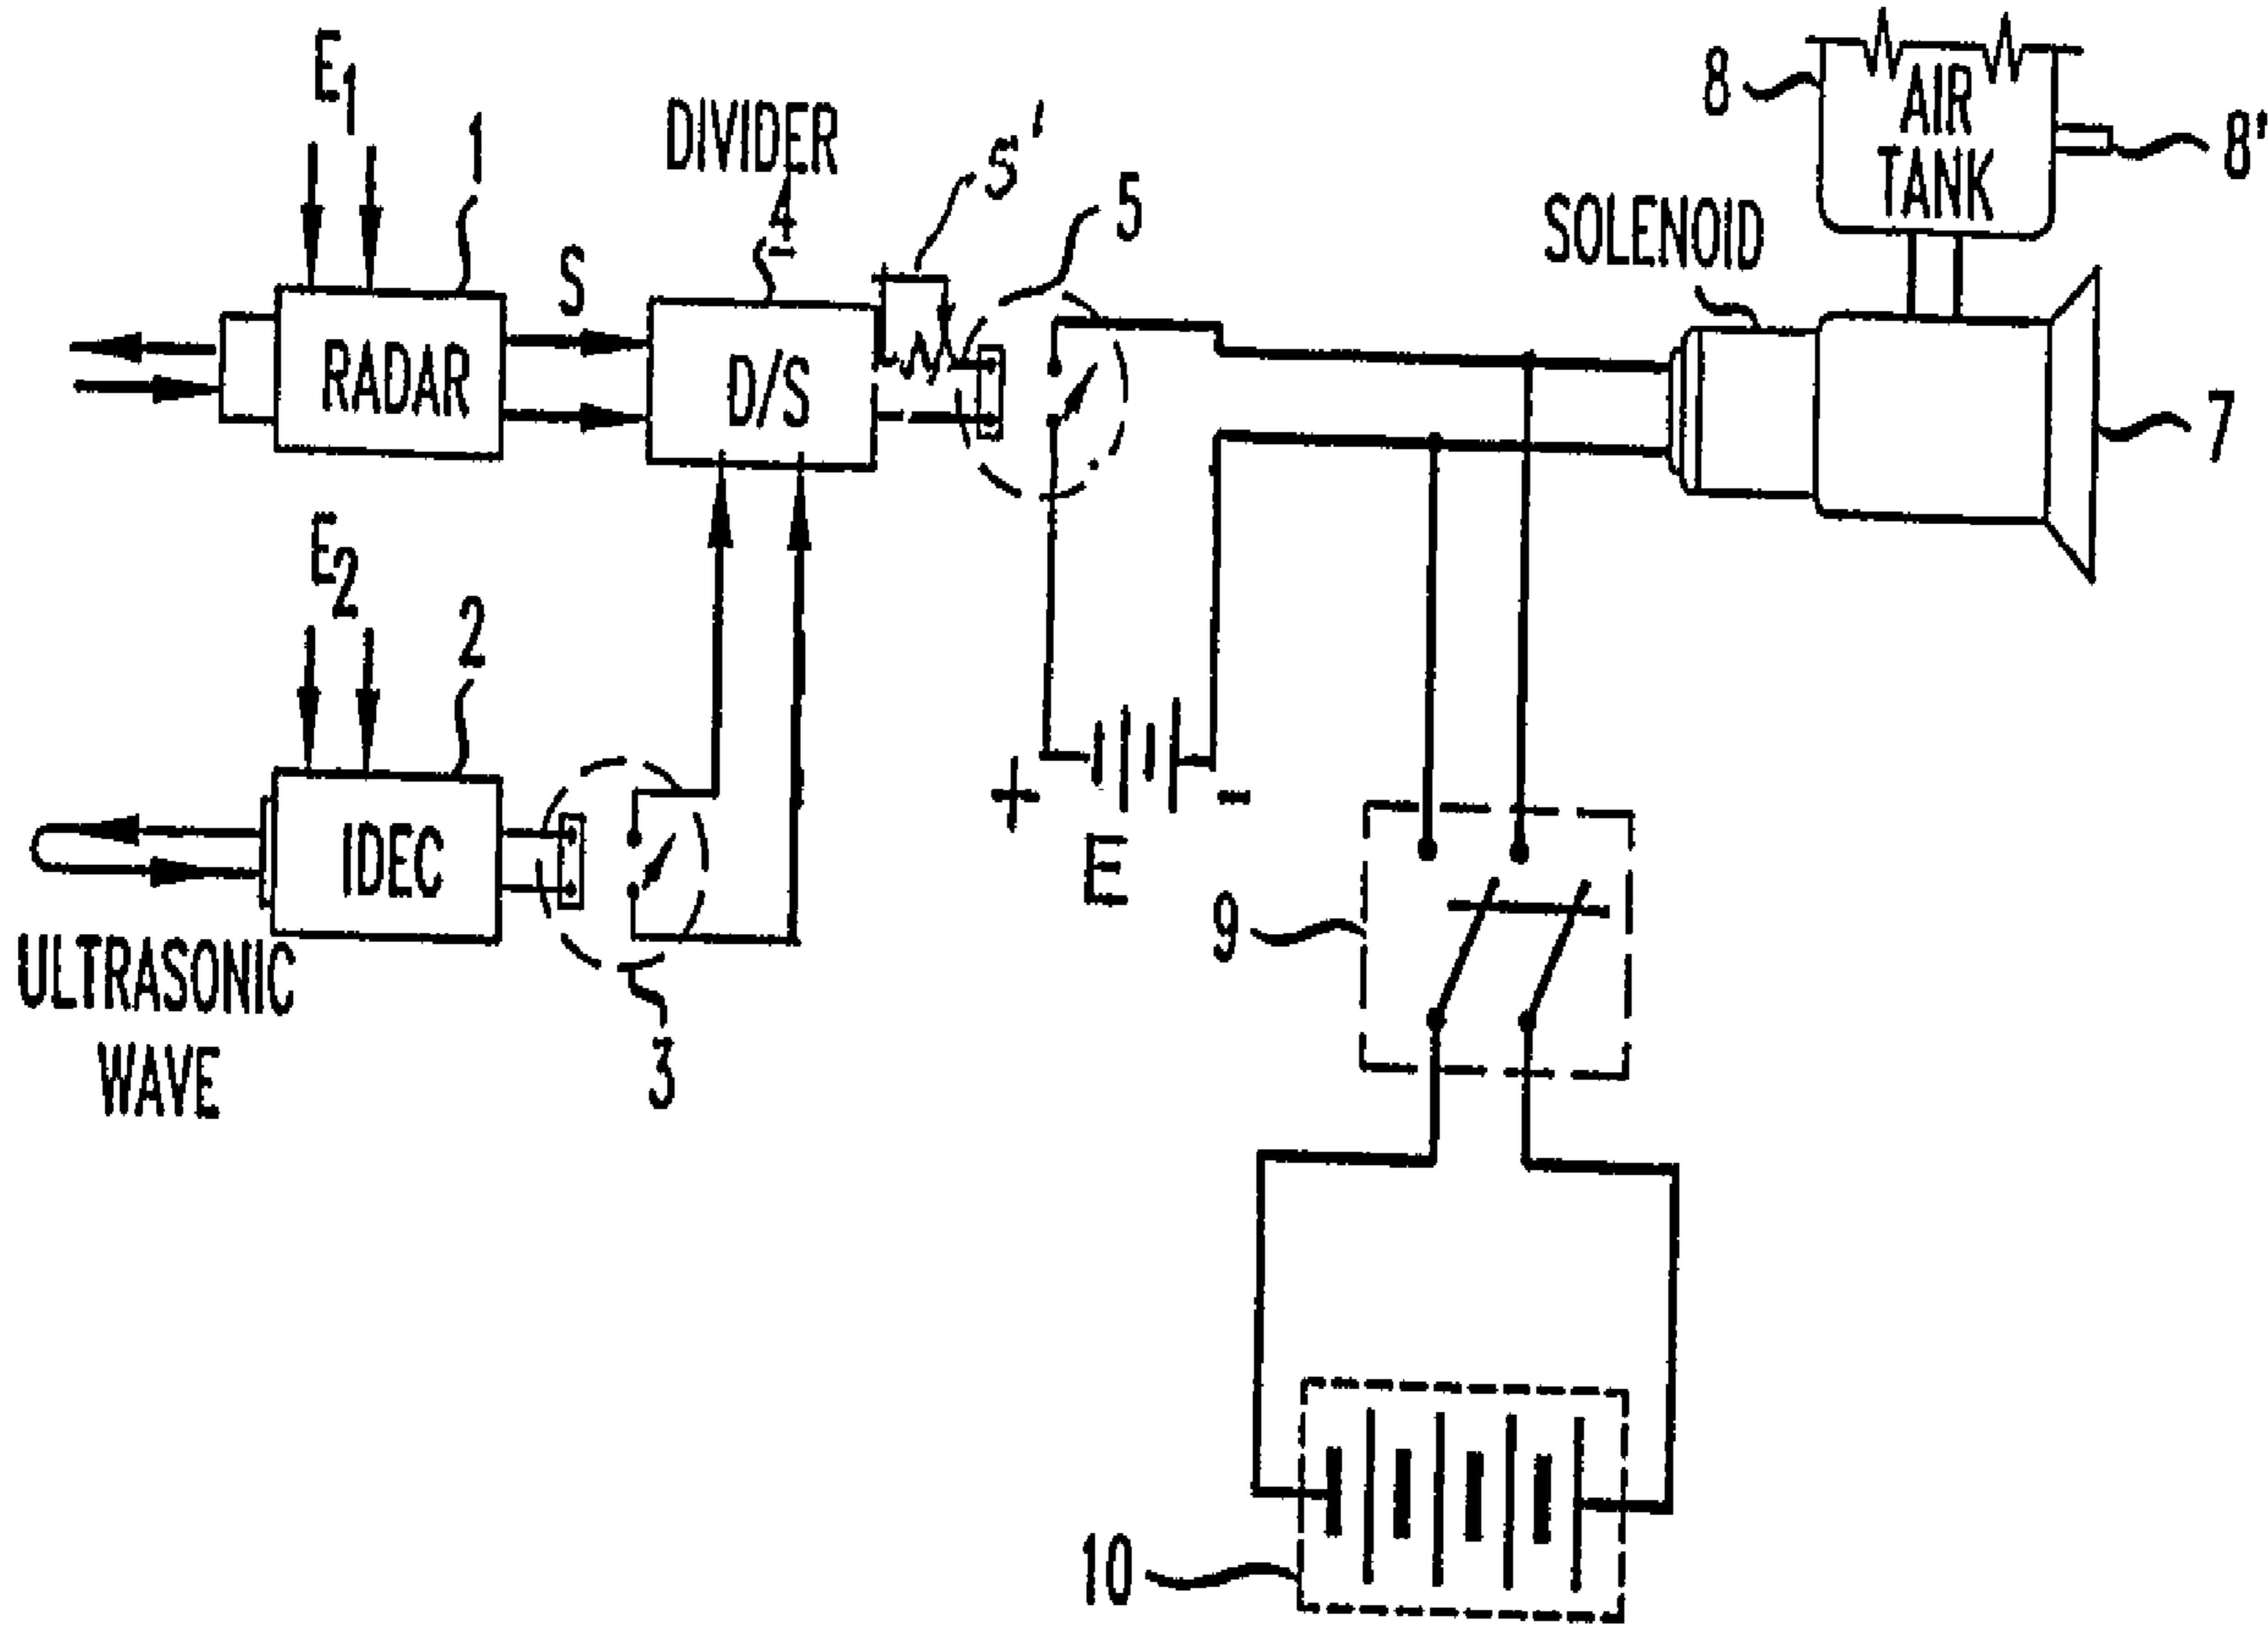 E1
1
RADAR
S
DIVIDER
4
D/S
S'
5
SOLENOID
8
AIR
TANK
8'
7
E2
2
IDEC
ULTRASONIC
WAVE
3
+
-
E
9
10